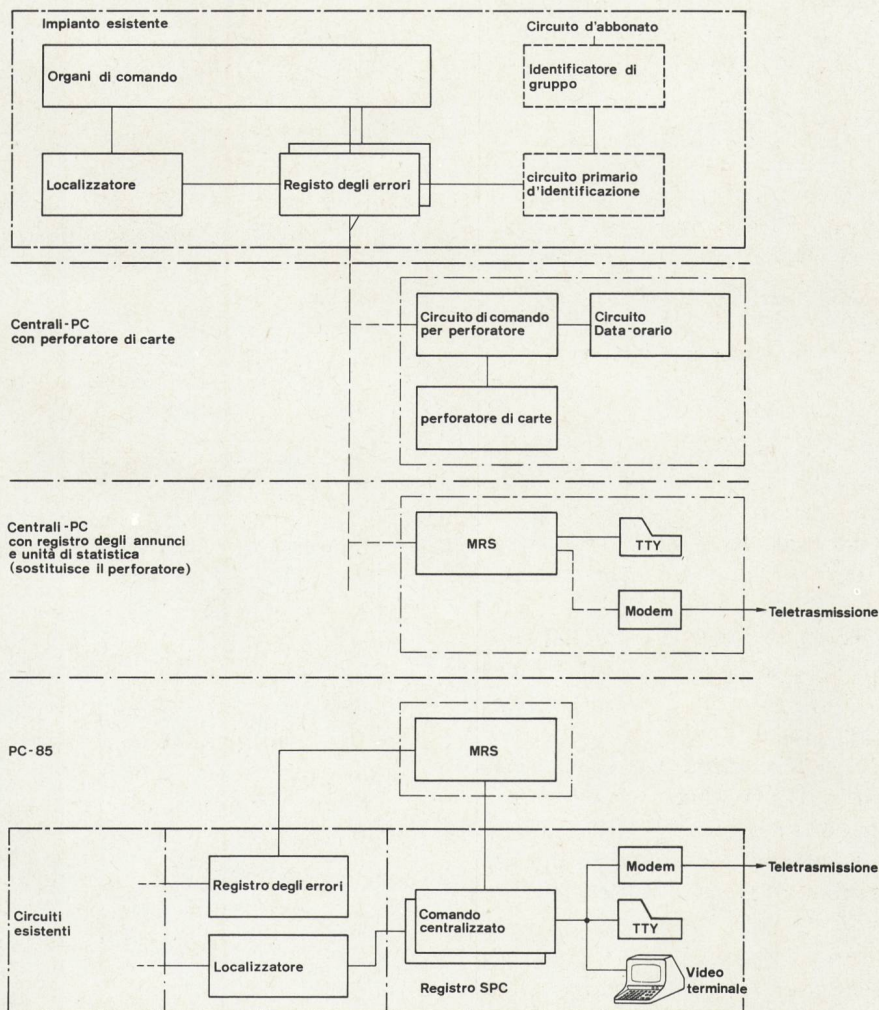 Impianto esistente
Circuito d'abbonato
Organi di comando
Identificatore di
gruppo
Localizzatore
Registo degli errori
circuito primario
d'identificazione
Centrali-PC
con perforatore di carte
Circuito di comando
per perforatore
Circuito
Data-orario
perforatore di carte
Centrali-PC
con registro degli annunci
e unità di statistica
(sostituisce il perforatore)
MRS
TTY
Modem
Teletrasmissione
PC-85
MRS
Circuiti
esistenti
Registro degli errori
Localizzatore
Comando
centralizzato
Registro SPC
Modem
Teletrasmissione
TTY
Video
terminale